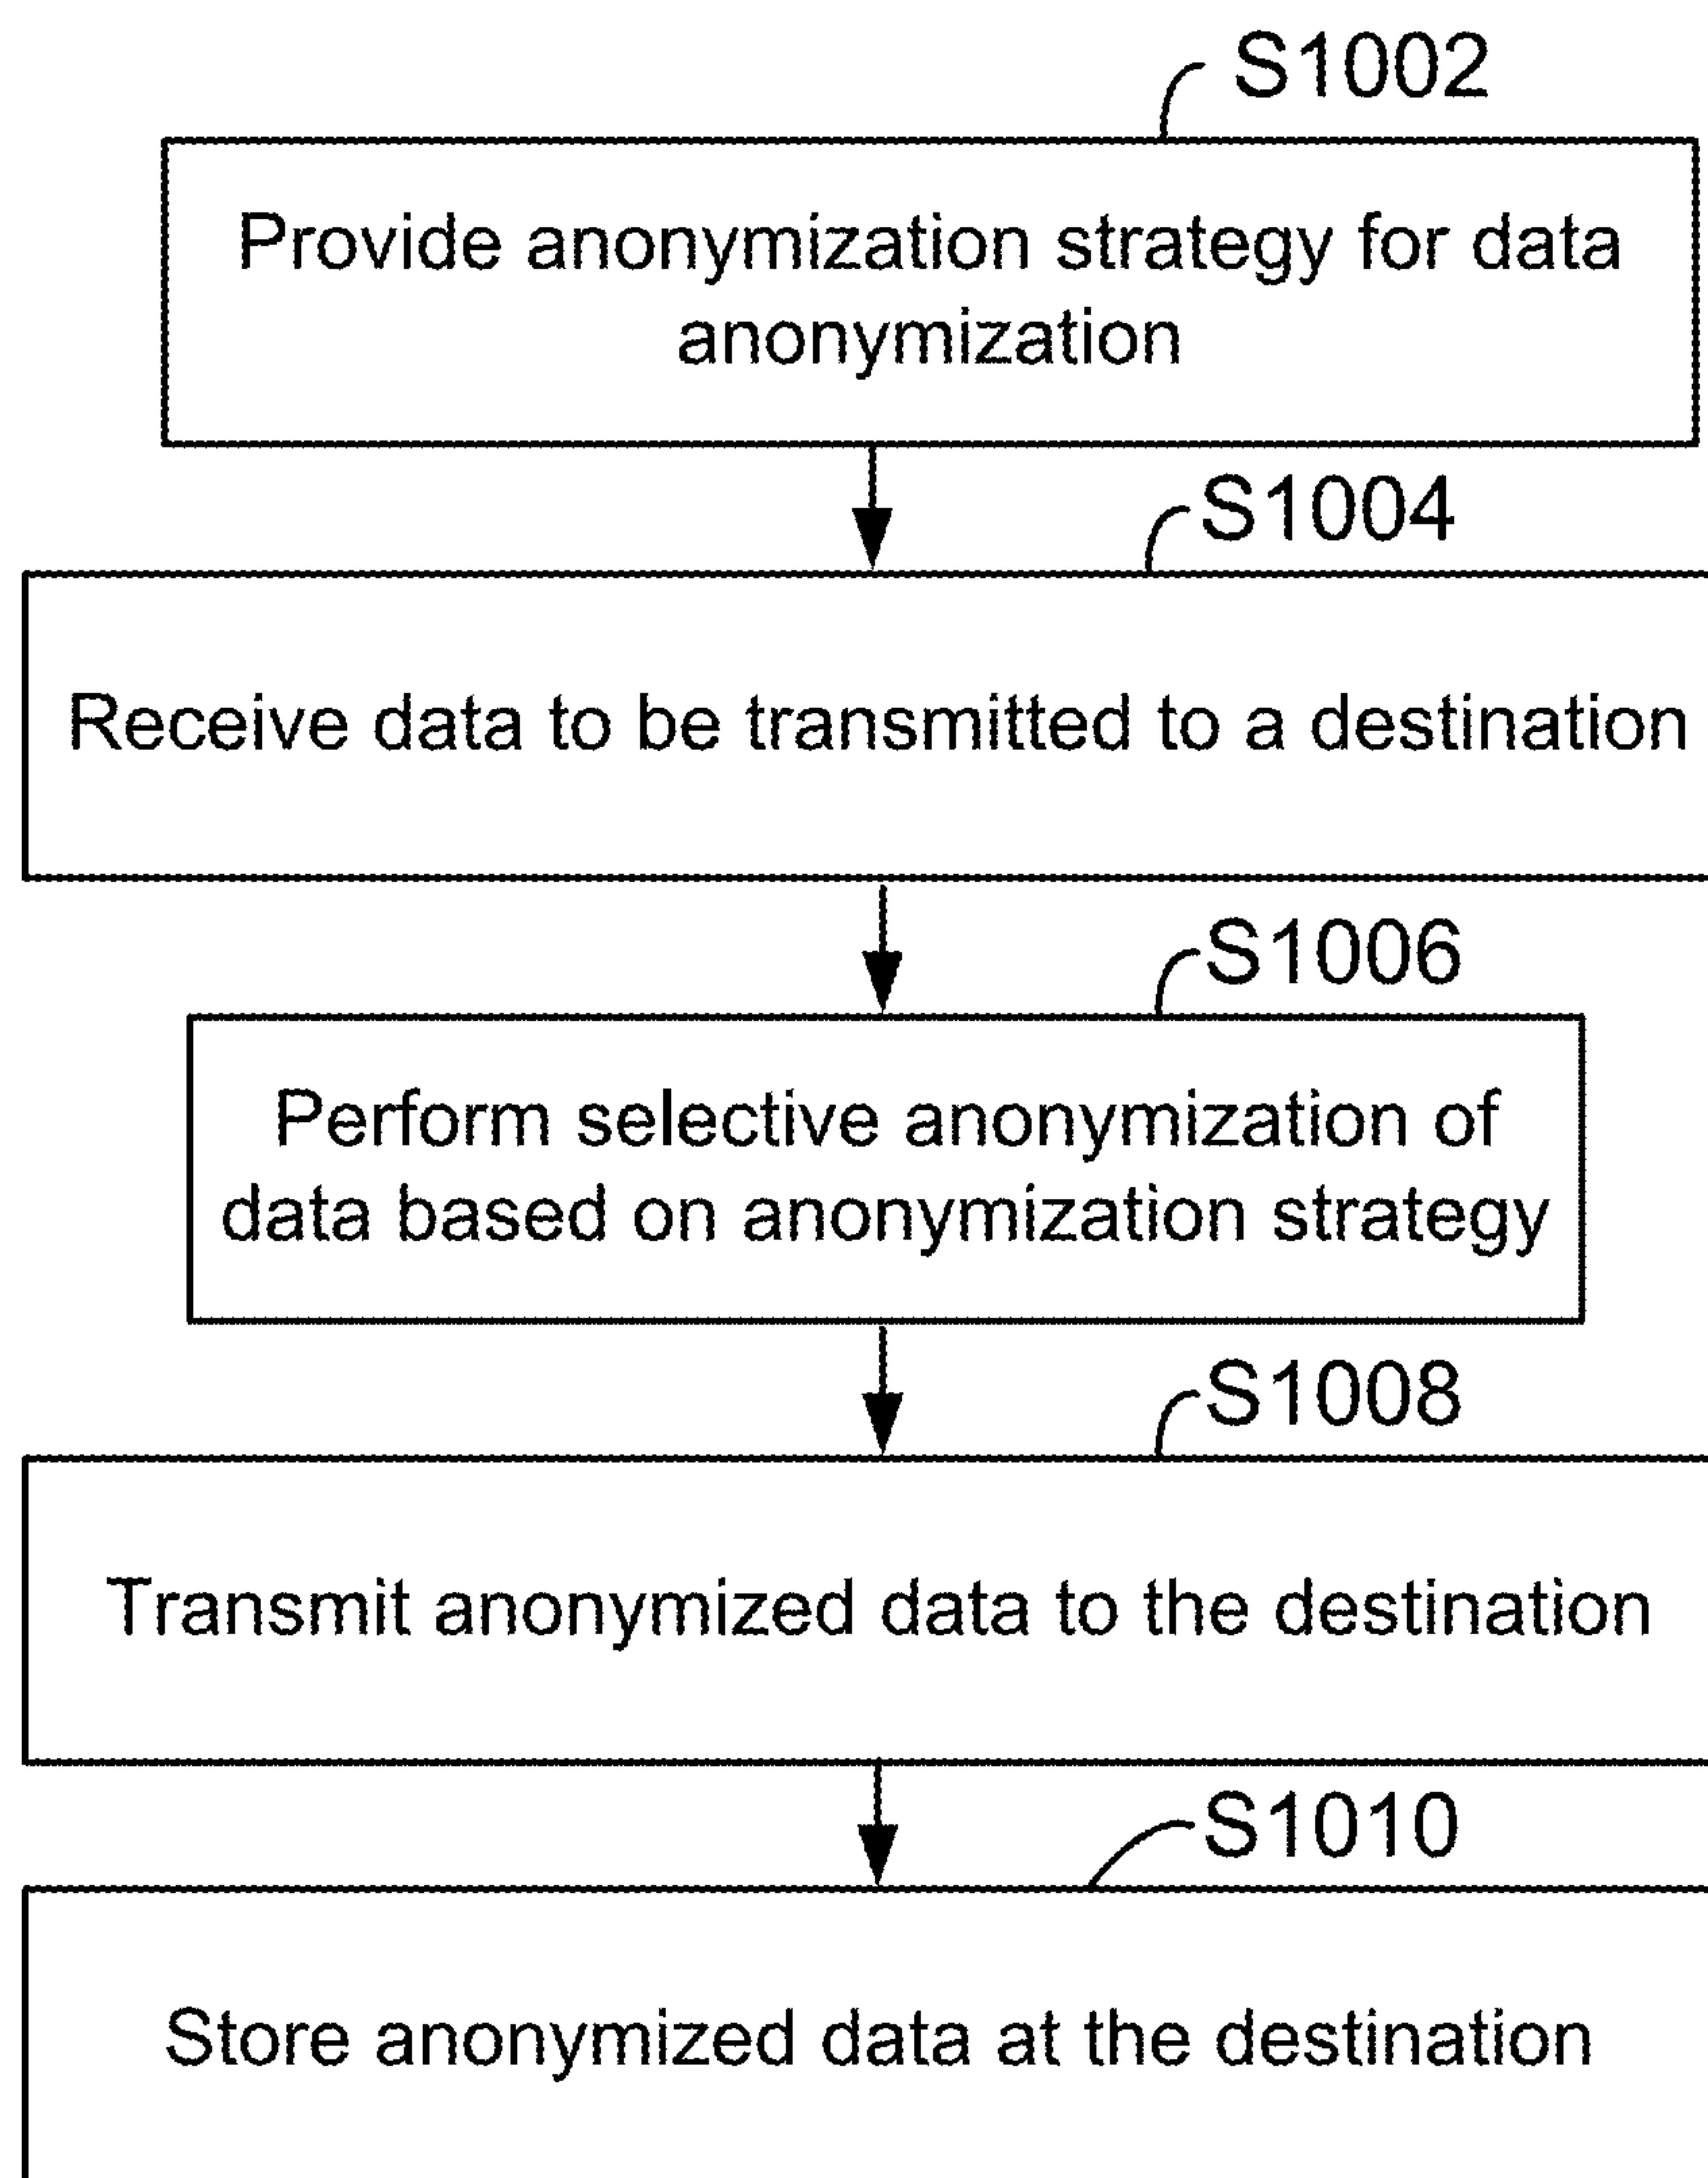 S1002
Provide anonymization strategy for data
anonymization
S1004
Receive data to be transmitted to a destination
S1006
Perform selective anonymization of
data based on anonymization strategy
S1008
Transmit anonymized data to the destination
S1010
Store anonymized data at the destination